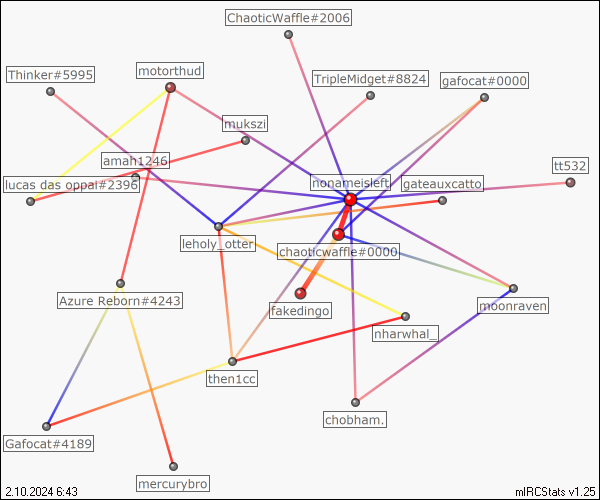 ChaoticWaffle#2006
Thinker#5995
motorthud
TripleMidget#8824
gafocat#0000
mukszi
amah1246
tt532
lucas das oppai#2396
nonameisleft
gateauxcatto
leholy_otter
chaoticwaffle#0000
Azure Reborn#4243
fakedingo
moonraven
nharwhal_
then1cc
chobham.
Gafocat#4189
mercurybro
2.10.2024 6:43
mIRCStats v1.25